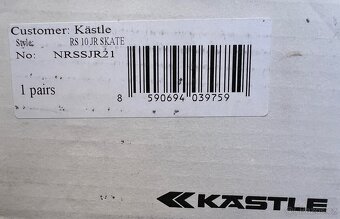 Customer: Kästle
Style: RS 10 JR SKATE
No: NRSSJR21
1 pairs
8 590694 039759
KÄSTLE